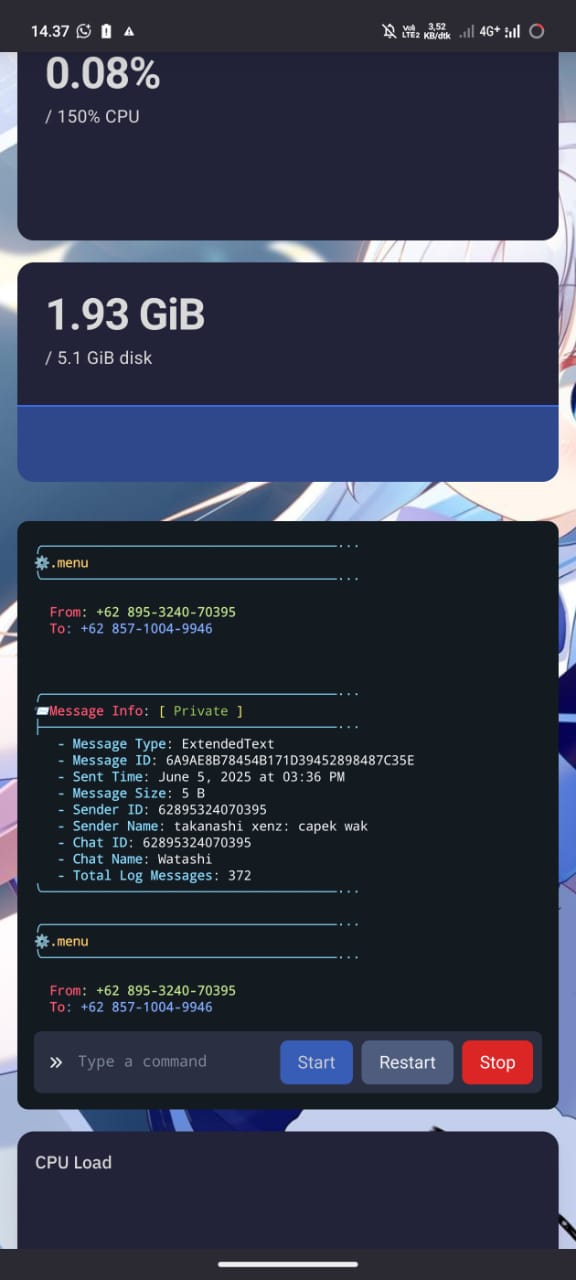 14.37
VoB
LTE2
3,52
KB/dtk
4G+
0.08%
/ 150% CPU
1.93 GiB
/ 5.1 GiB disk
.menu
From: +62 895-3240-70395
To: +62 857-1004-9946
Message Info: [ Private ]
- Message Type: ExtendedText
- Message ID: 6A9AE8B78454B171D39452898487C35E
- Sent Time: June 5, 2025 at 03:36 PM
- Message Size: 5 B
- Sender ID: 62895324070395
- Sender Name: takanashi xenz: capek wak
- Chat ID: 62895324070395
- Chat Name: Watashi
- Total Log Messages: 372
.menu
From: +62 895-3240-70395
To: +62 857-1004-9946
» Type a command Start Restart Stop
CPU Load